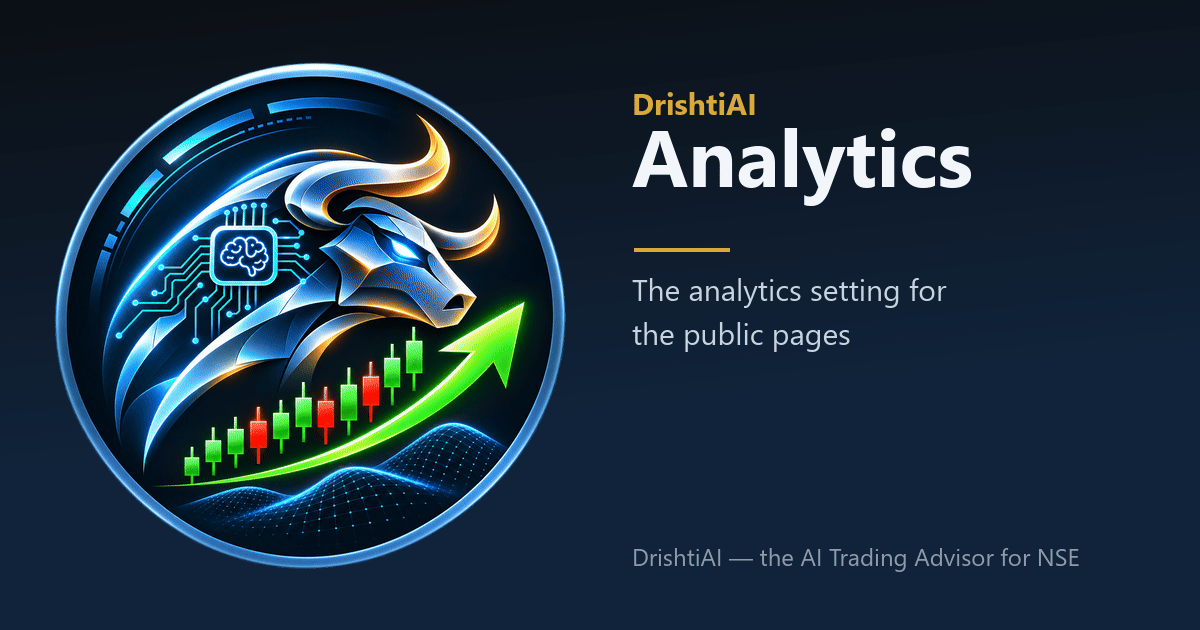 DrishtiAI
Analytics
The analytics setting for
the public pages
DrishtiAI — the AI Trading Advisor for NSE